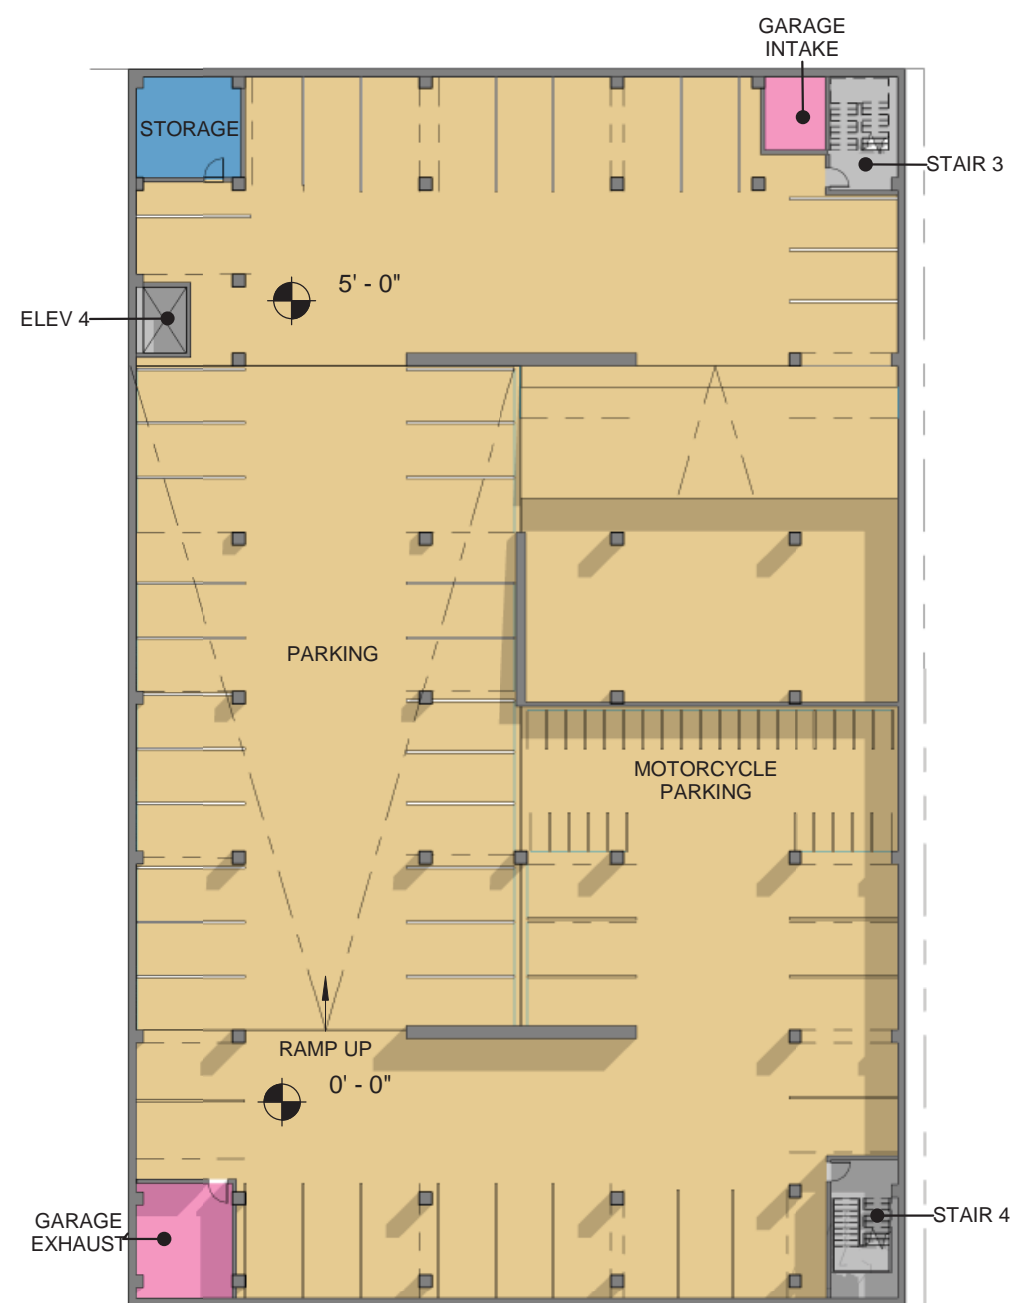 GARAGE
INTAKE
STORAGE
STAIR 3
5' - 0"
ELEV 4
PARKING
MOTORCYCLE
PARKING
RAMP UP
0' - 0"
GARAGE
EXHAUST
STAIR 4